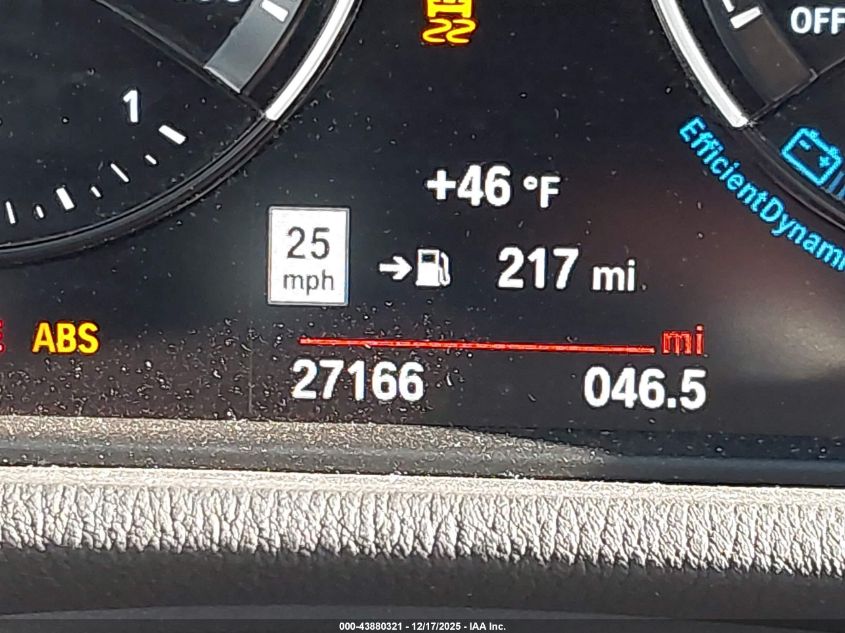 1
OFF
+46 °F
EfficientDynam
25
mph
217 mi
ABS
mi
27166
046.5
000-43880321 - 12/17/2025 - IAA Inc.